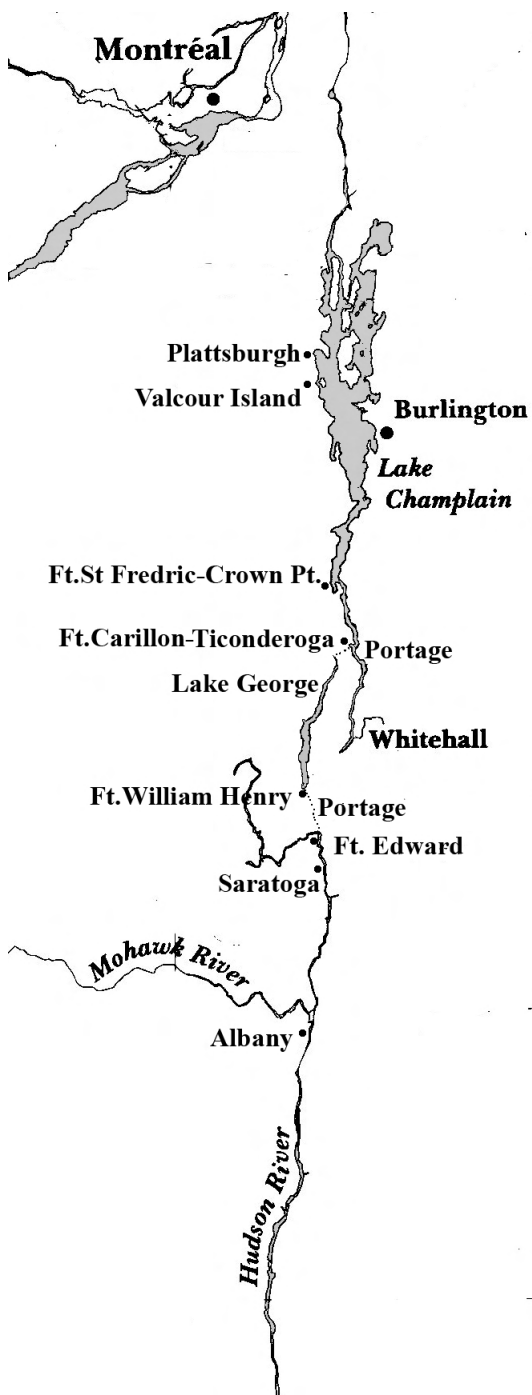 Montréal
Plattsburgh
Valcour Island
Burlington
Lake
Champlain
Ft.St Fredric-Crown Pt.
Ft.Carillon-Ticonderoga
Portage
Lake George
Whitehall
Ft.William Henry
Portage
Ft. Edward
Saratoga
Mohawk River
Albany
Hudson River